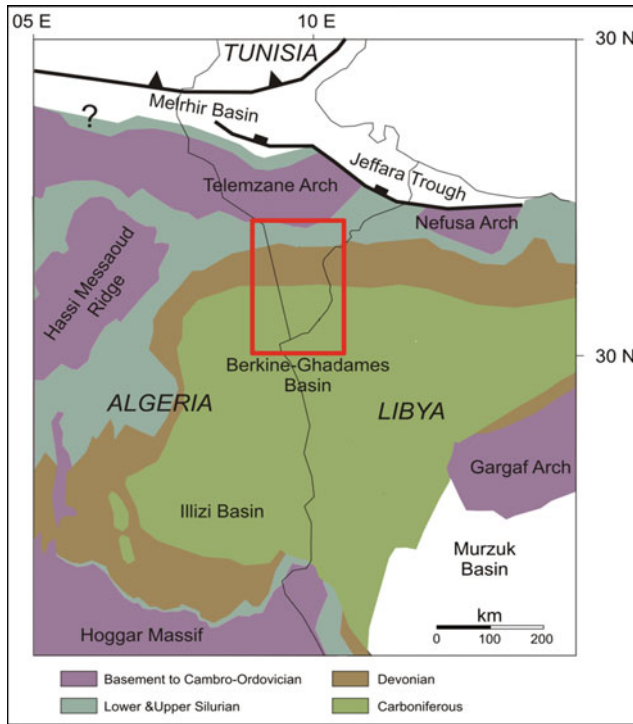 05 E
10 E
30 N
TUNISIA
Melrhir Basin
?
Jeffara Trough
Telemzane Arch
Nefusa Arch
Hassi Messaoud
Ridge
30 N
Berkine-Ghadames
Basin
ALGERIA
LIBYA
Gargaf Arch
Illizi Basin
Murzuk
Basin
km
Hoggar Massif
0 100 200
Basement to Cambro-Ordovician
Devonian
Lower &Upper Silurian
Carboniferous